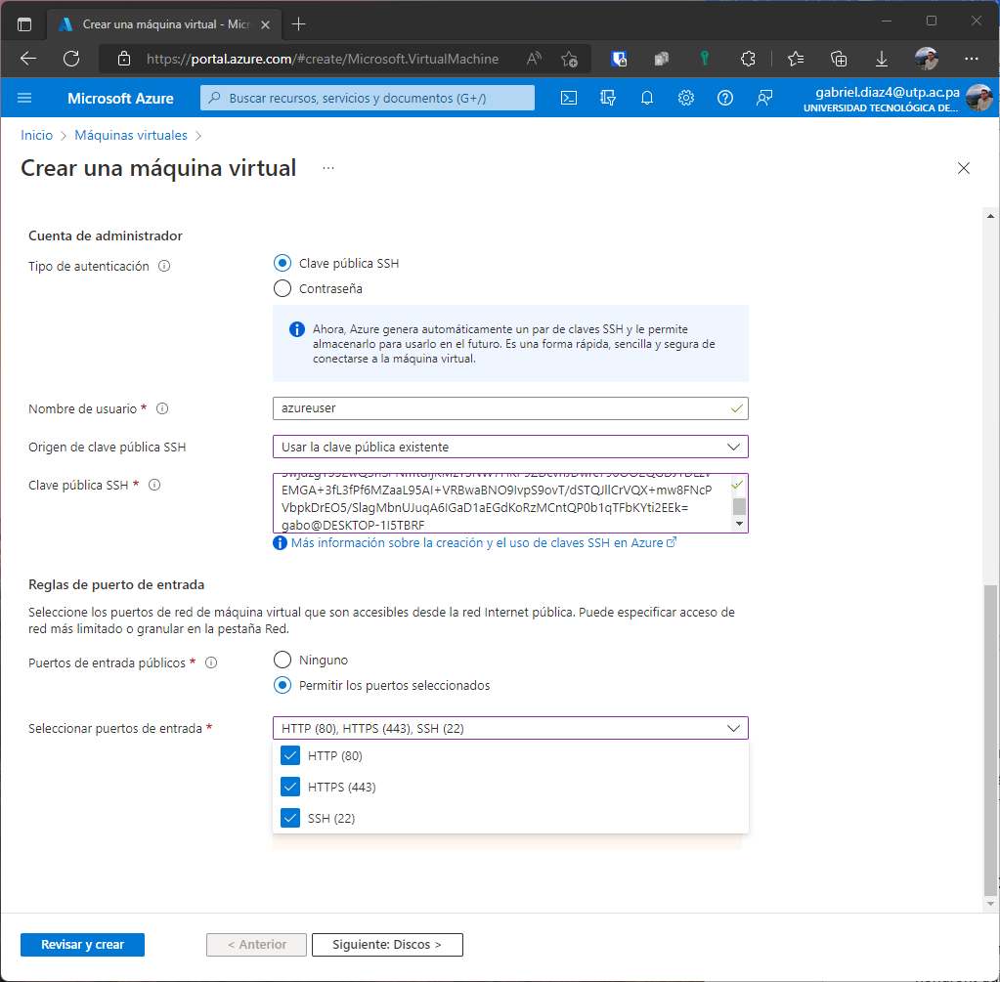 Crear una máquina virtual - Micr
https://portal.azure.com/#create/Microsoft.VirtualMachine
Microsoft Azure
Buscar recursos, servicios y documentos (G+/)
gabriel.diaz4@utp.ac.pa
UNIVERSIDAD TECNOLÓGICA DE...
Inicio > Máquinas virtuales >
Crear una máquina virtual ...
Cuenta de administrador
Tipo de autenticación
Clave pública SSH
Contraseña
Ahora, Azure genera automáticamente un par de claves SSH y le permite
almacenarlo para usarlo en el futuro. Es una forma rápida, sencilla y segura de
conectarse a la máquina virtual.
Nombre de usuario *
azureuser
Origen de clave pública SSH
Usar la clave pública existente
Clave pública SSH *
EMGA+3fL3fPf6MZaaL95AI+VRBwaBNO9IvpS9ovT/dSTQJllCrVQX+mw8FNcP
VbpkDrEO5/SlagMbnUJuqA6IGaD1aEGdKoRzMCntQP0b1qTFbKYti2EEk=
gabo@DESKTOP-1I5TBRF
Más información sobre la creación y el uso de claves SSH en Azure
Reglas de puerto de entrada
Seleccione los puertos de red de máquina virtual que son accesibles desde la red Internet pública. Puede especificar acceso de
red más limitado o granular en la pestaña Red.
Puertos de entrada públicos *
Ninguno
Permitir los puertos seleccionados
Seleccionar puertos de entrada *
HTTP (80), HTTPS (443), SSH (22)
HTTP (80)
HTTPS (443)
SSH (22)
Revisar y crear
< Anterior
Siguiente: Discos >